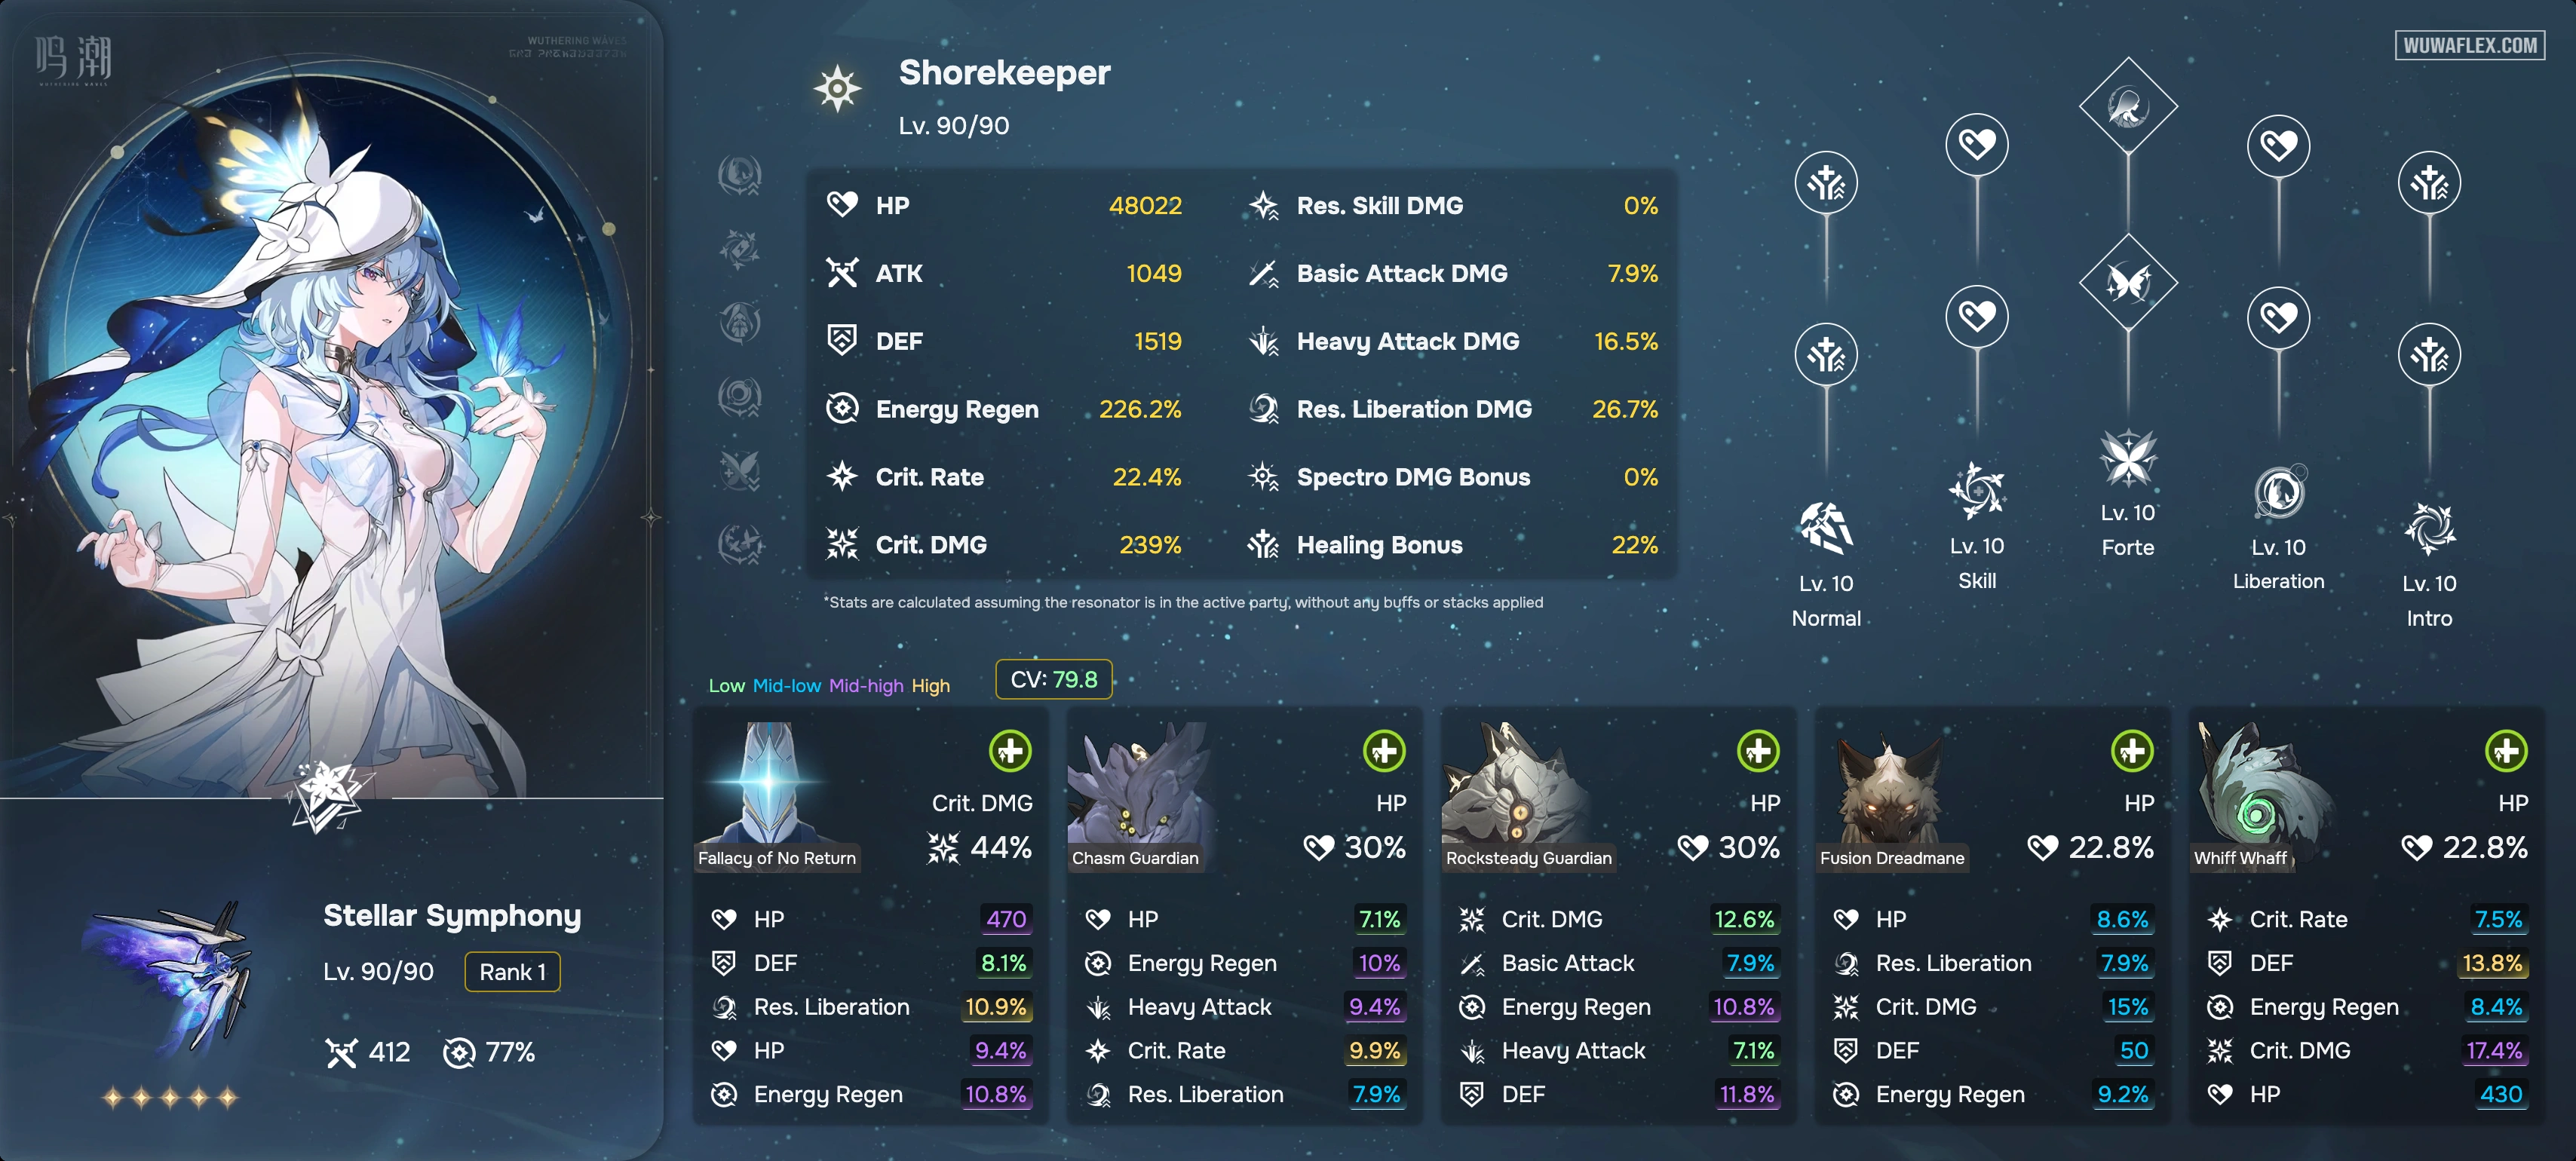 鸣潮
WUTHERING WAVES
WUTHERING WAVES
WUWAFLEX.COM
Shorekeeper
Lv. 90/90
HP 48022 Res. Skill DMG 0%
ATK 1049 Basic Attack DMG 7.9%
DEF 1519 Heavy Attack DMG 16.5%
Energy Regen 226.2% Res. Liberation DMG 26.7%
Crit. Rate 22.4% Spectro DMG Bonus 0%
Crit. DMG 239% Healing Bonus 22%
*Stats are calculated assuming the resonator is in the active party, without any buffs or stacks applied
Lv. 10
Normal
Lv. 10
Skill
Lv. 10
Forte
Lv. 10
Liberation
Lv. 10
Intro
Stellar Symphony
Lv. 90/90 Rank 1
412 77%
Low Mid-low Mid-high High CV: 79.8
Fallacy of No Return
Crit. DMG
44%
HP 470
DEF 8.1%
Res. Liberation 10.9%
HP 9.4%
Energy Regen 10.8%
Chasm Guardian
HP
30%
HP 7.1%
Energy Regen 10%
Heavy Attack 9.4%
Crit. Rate 9.9%
Res. Liberation 7.9%
Rocksteady Guardian
HP
30%
Crit. DMG 12.6%
Basic Attack 7.9%
Energy Regen 10.8%
Heavy Attack 7.1%
DEF 11.8%
Fusion Dreadmane
HP
22.8%
HP 8.6%
Res. Liberation 7.9%
Crit. DMG 15%
DEF 50
Energy Regen 9.2%
Whiff Whaff
HP
22.8%
Crit. Rate 7.5%
DEF 13.8%
Energy Regen 8.4%
Crit. DMG 17.4%
HP 430